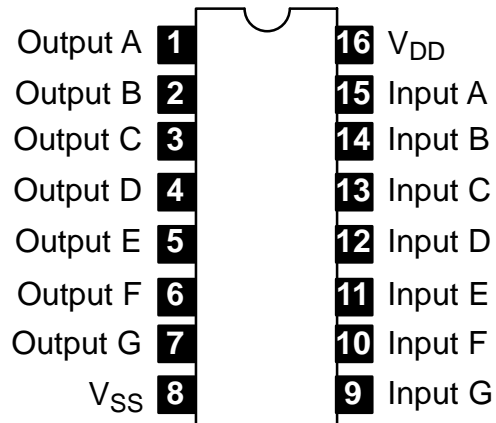 Output A 1 16 VDD
Output B 2 15 Input A
Output C 3 14 Input B
Output D 4 13 Input C
Output E 5 12 Input D
Output F 6 11 Input E
Output G 7 10 Input F
VSS 8 9 Input G